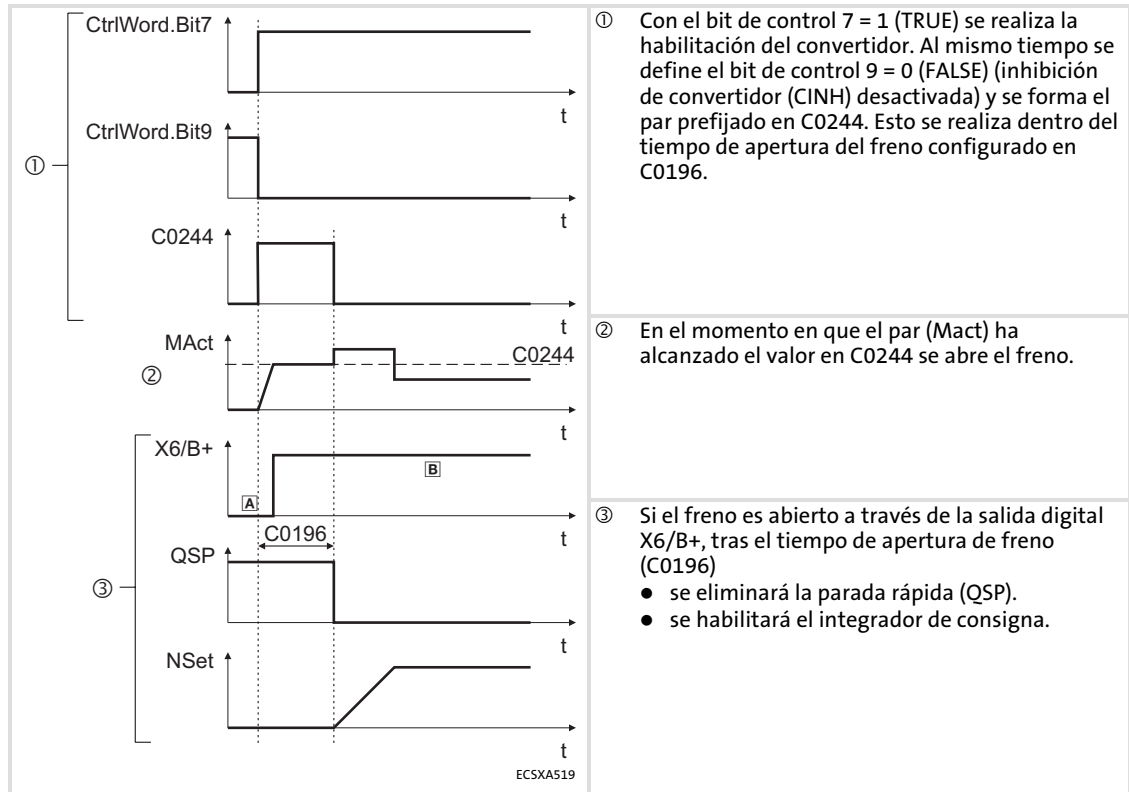 CtrlWord.Bit7
t
CtrlWord.Bit9
①
t
C0244
t
MAct
C0244
②
t
X6/B+
B
A
C0196
t
QSP
③
t
NSet
t
ECSXA519
① Con el bit de control 7 = 1 (TRUE) se realiza la
habilitación del convertidor. Al mismo tiempo se
define el bit de control 9 = 0 (FALSE) (inhibición
de convertidor (CINH) desactivada) y se forma el
par prefijado en C0244. Esto se realiza dentro del
tiempo de apertura del freno configurado en
C0196.
② En el momento en que el par (Mact) ha
alcanzado el valor en C0244 se abre el freno.
③ Si el freno es abierto a través de la salida digital
X6/B+, tras el tiempo de apertura de freno
(C0196)
● se eliminará la parada rápida (QSP).
● se habilitará el integrador de consigna.